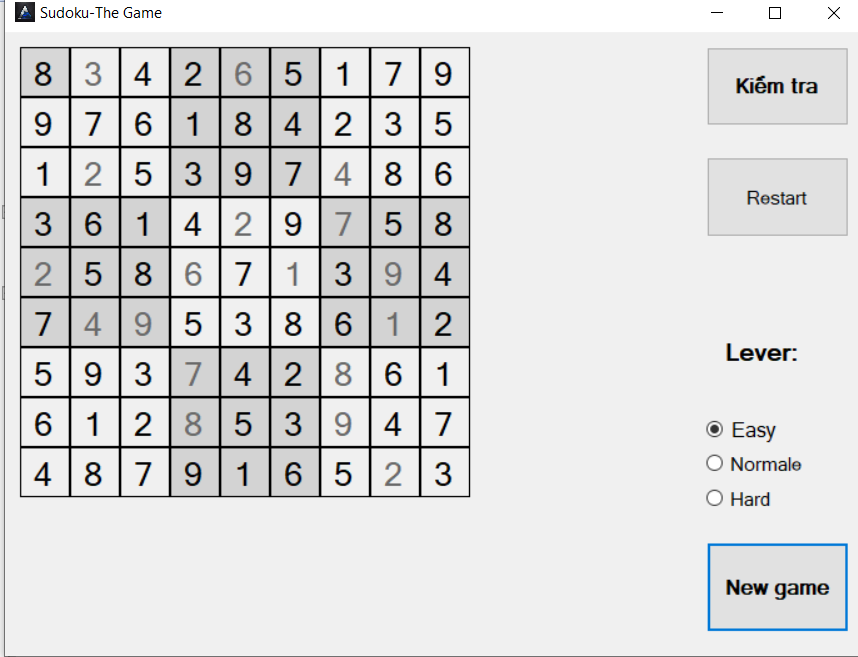 Sudoku-The Game
8 3 4 2 6 5 1 7 9
9 7 6 1 8 4 2 3 5
1 2 5 3 9 7 4 8 6
3 6 1 4 2 9 7 5 8
2 5 8 6 7 1 3 9 4
7 4 9 5 3 8 6 1 2
5 9 3 7 4 2 8 6 1
6 1 2 8 5 3 9 4 7
4 8 7 9 1 6 5 2 3
Kiểm tra
Restart
Lever:
Easy
Normale
Hard
New game